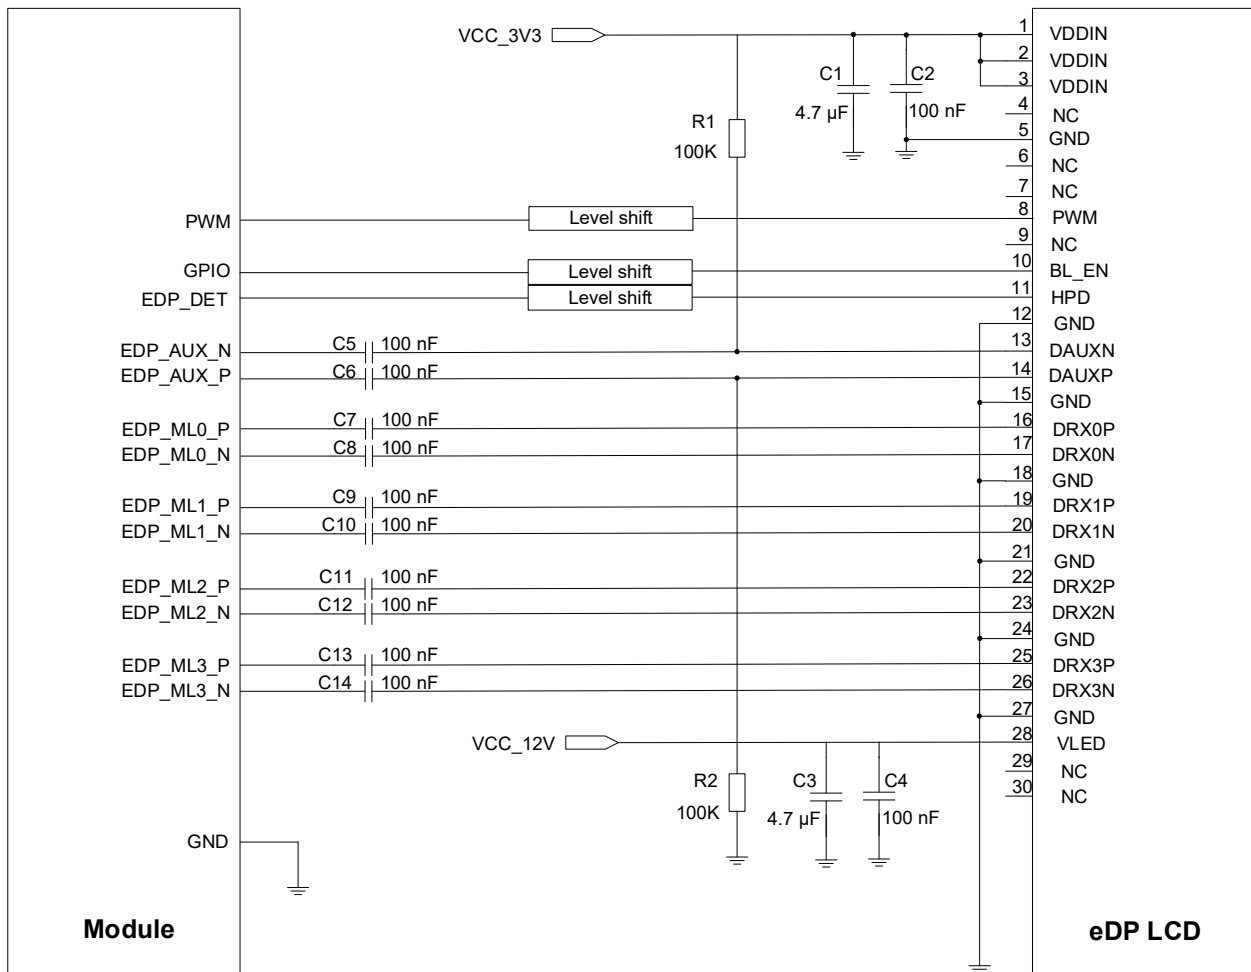 VCC_3V3
1 VDDIN
2 VDDIN
3 VDDIN
C1
C2
4.7 µF
100 nF
4 NC
R1
100K
5 GND
6 NC
7 NC
PWM
Level shift
8 PWM
9 NC
GPIO
Level shift
10 BL_EN
EDP_DET
Level shift
11 HPD
12 GND
EDP_AUX_N
C5 100 nF
13 DAUXN
EDP_AUX_P
C6 100 nF
14 DAUXP
15 GND
EDP_ML0_P
C7 100 nF
16 DRX0P
EDP_ML0_N
C8 100 nF
17 DRX0N
18 GND
EDP_ML1_P
C9 100 nF
19 DRX1P
EDP_ML1_N
C10 100 nF
20 DRX1N
21 GND
EDP_ML2_P
C11 100 nF
22 DRX2P
EDP_ML2_N
C12 100 nF
23 DRX2N
24 GND
EDP_ML3_P
C13 100 nF
25 DRX3P
EDP_ML3_N
C14 100 nF
26 DRX3N
27 GND
VCC_12V
28 VLED
29 NC
R2
100K
C3
4.7 µF
C4
100 nF
30 NC
GND
Module
eDP LCD